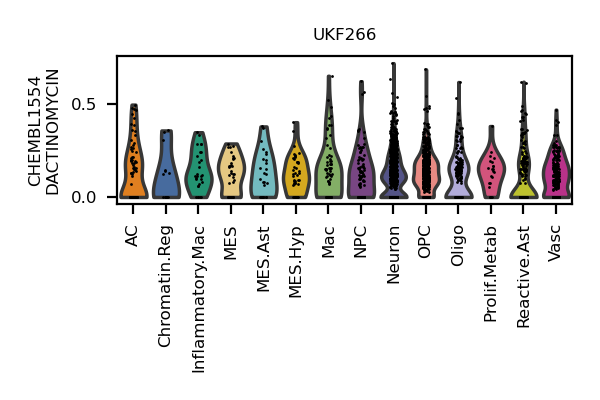 UKF266
CHEMBL1554
DACTINOMYCIN
0.5
0.0
AC
Chromatin.Reg
Inflammatory.Mac
MES
MES.Ast
MES.Hyp
Mac
NPC
Neuron
OPC
Oligo
Prolif.Metab
Reactive.Ast
Vasc